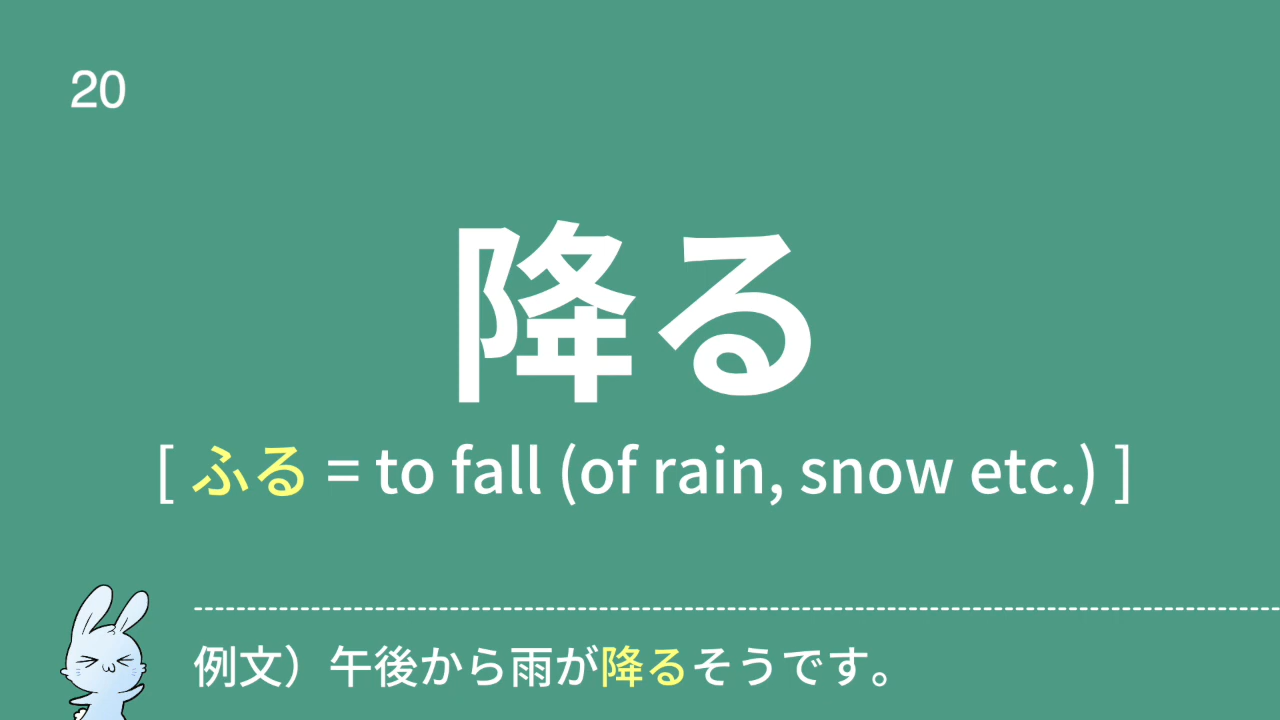 20
降る
[ ふる = to fall (of rain, snow etc.) ]
例文）午後から雨が降るそうです。